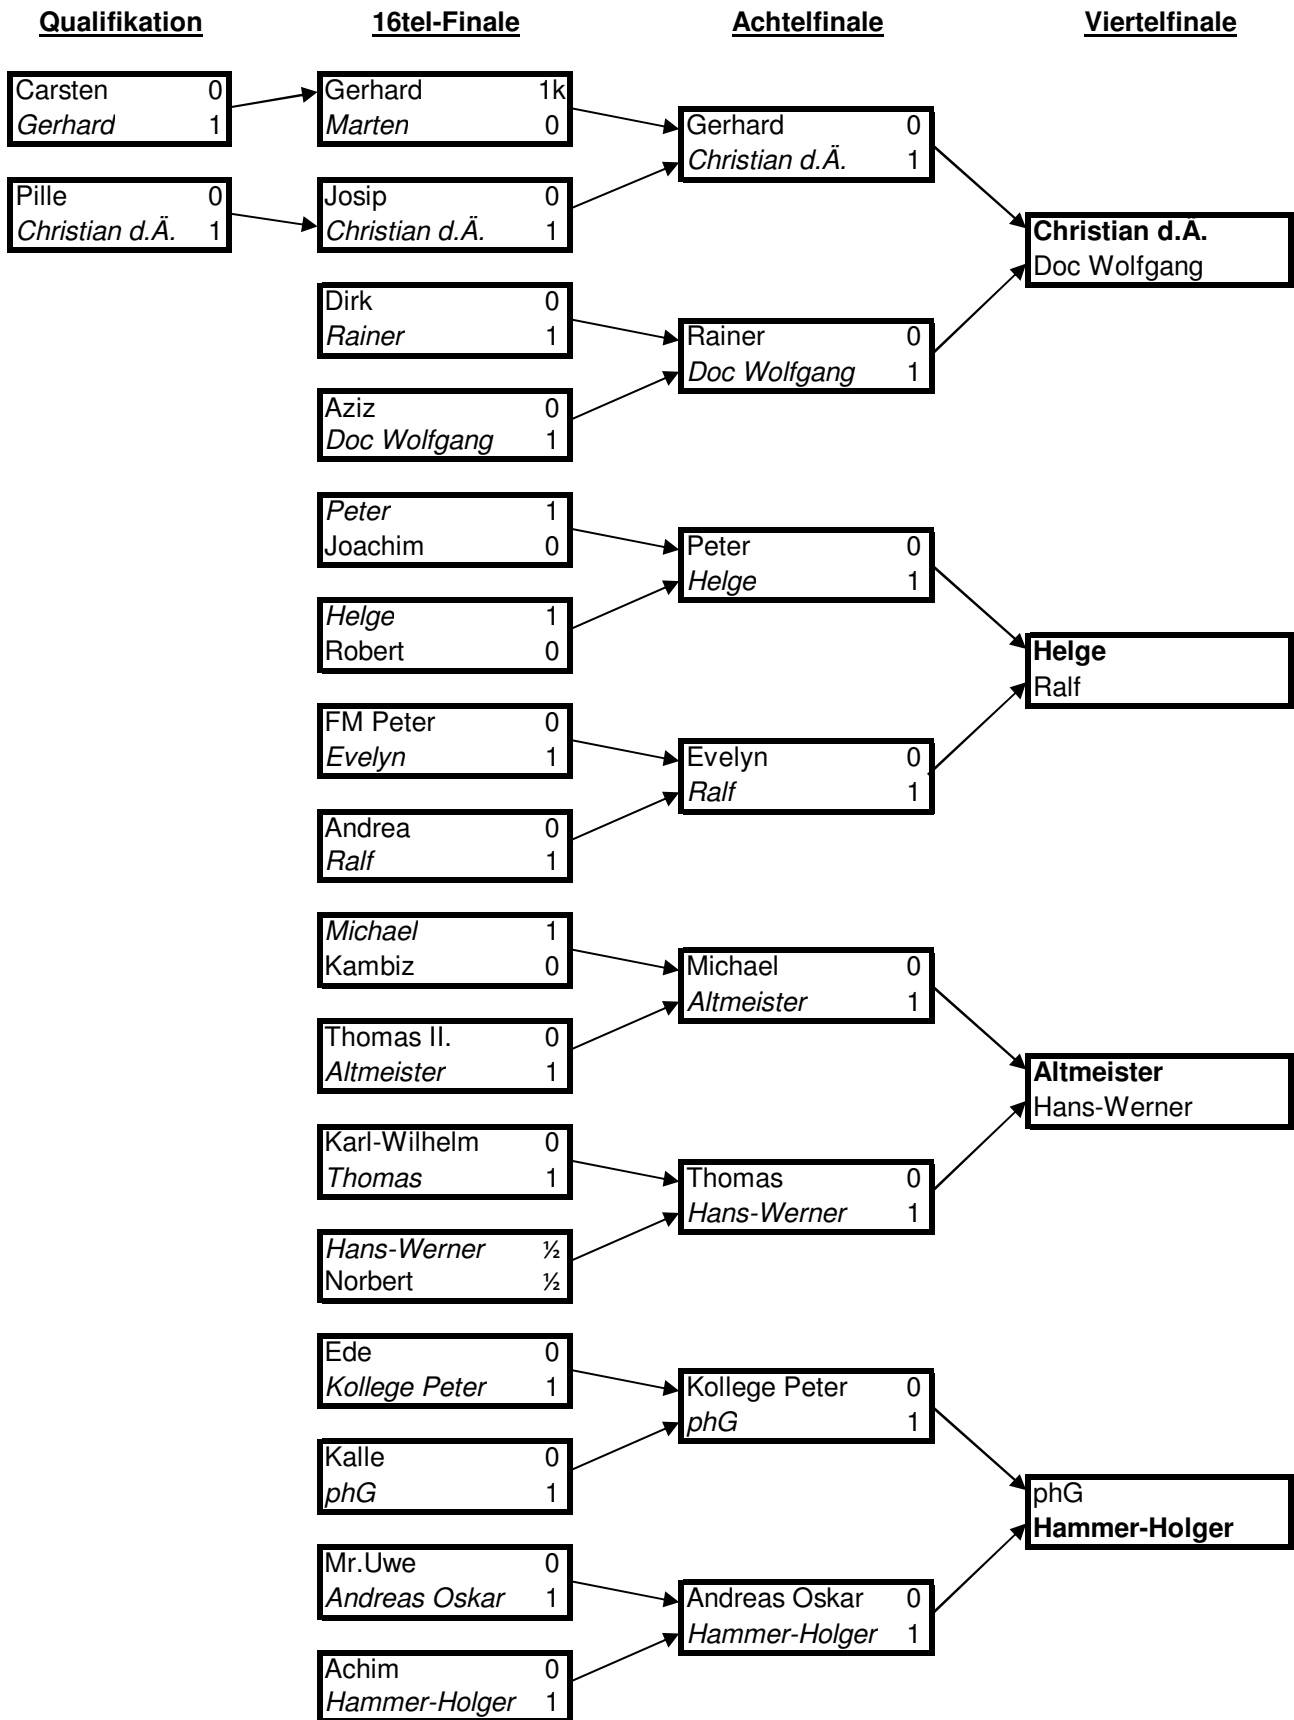 Qualifikation 16tel-Finale Achtelfinale Viertelfinale
Carsten 0
Gerhard 1
Pille 0
Christian d.Ä. 1
Gerhard 1k
Marten 0
Josip 0
Christian d.Ä. 1
Dirk 0
Rainer 1
Aziz 0
Doc Wolfgang 1
Peter 1
Joachim 0
Helge 1
Robert 0
FM Peter 0
Evelyn 1
Andrea 0
Ralf 1
Michael 1
Kambiz 0
Thomas II. 0
Altmeister 1
Karl-Wilhelm 0
Thomas 1
Hans-Werner ½
Norbert ½
Ede 0
Kollege Peter 1
Kalle 0
phG 1
Mr.Uwe 0
Andreas Oskar 1
Achim 0
Hammer-Holger 1
Gerhard 0
Christian d.Ä. 1
Rainer 0
Doc Wolfgang 1
Peter 0
Helge 1
Evelyn 0
Ralf 1
Michael 0
Altmeister 1
Thomas 0
Hans-Werner 1
Kollege Peter 0
phG 1
Andreas Oskar 0
Hammer-Holger 1
Christian d.Ä.
Doc Wolfgang
Helge
Ralf
Altmeister
Hans-Werner
phG
Hammer-Holger